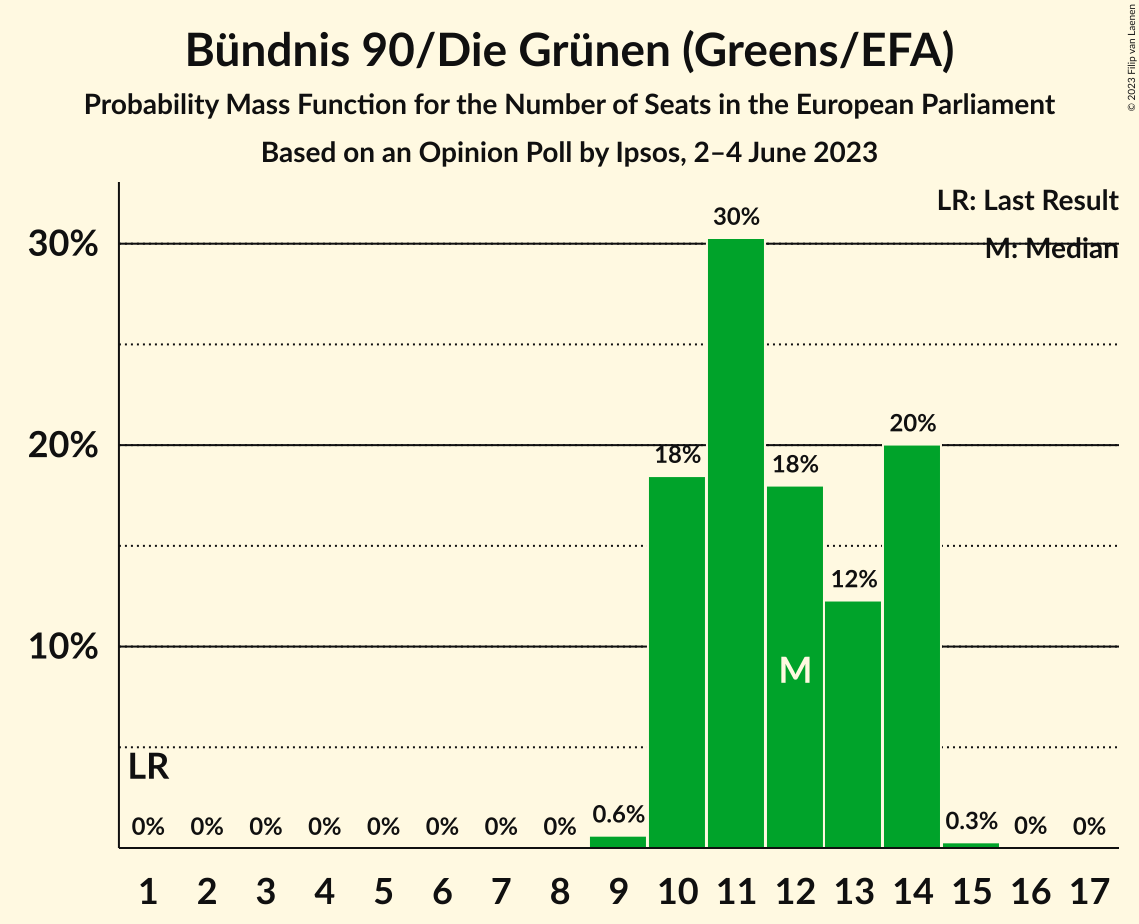 Bündnis 90/Die Grünen (Greens/EFA)
Probability Mass Function for the Number of Seats in the European Parliament
Based on an Opinion Poll by Ipsos, 2–4 June 2023
© 2023 Filip van Laenen
LR: Last Result
M: Median
30%
20%
10%
30%
20%
18%
18%
12%
M
LR
0% 0% 0% 0% 0% 0% 0% 0% 0.6% 0.3% 0% 0%
1 2 3 4 5 6 7 8 9 10 11 12 13 14 15 16 17